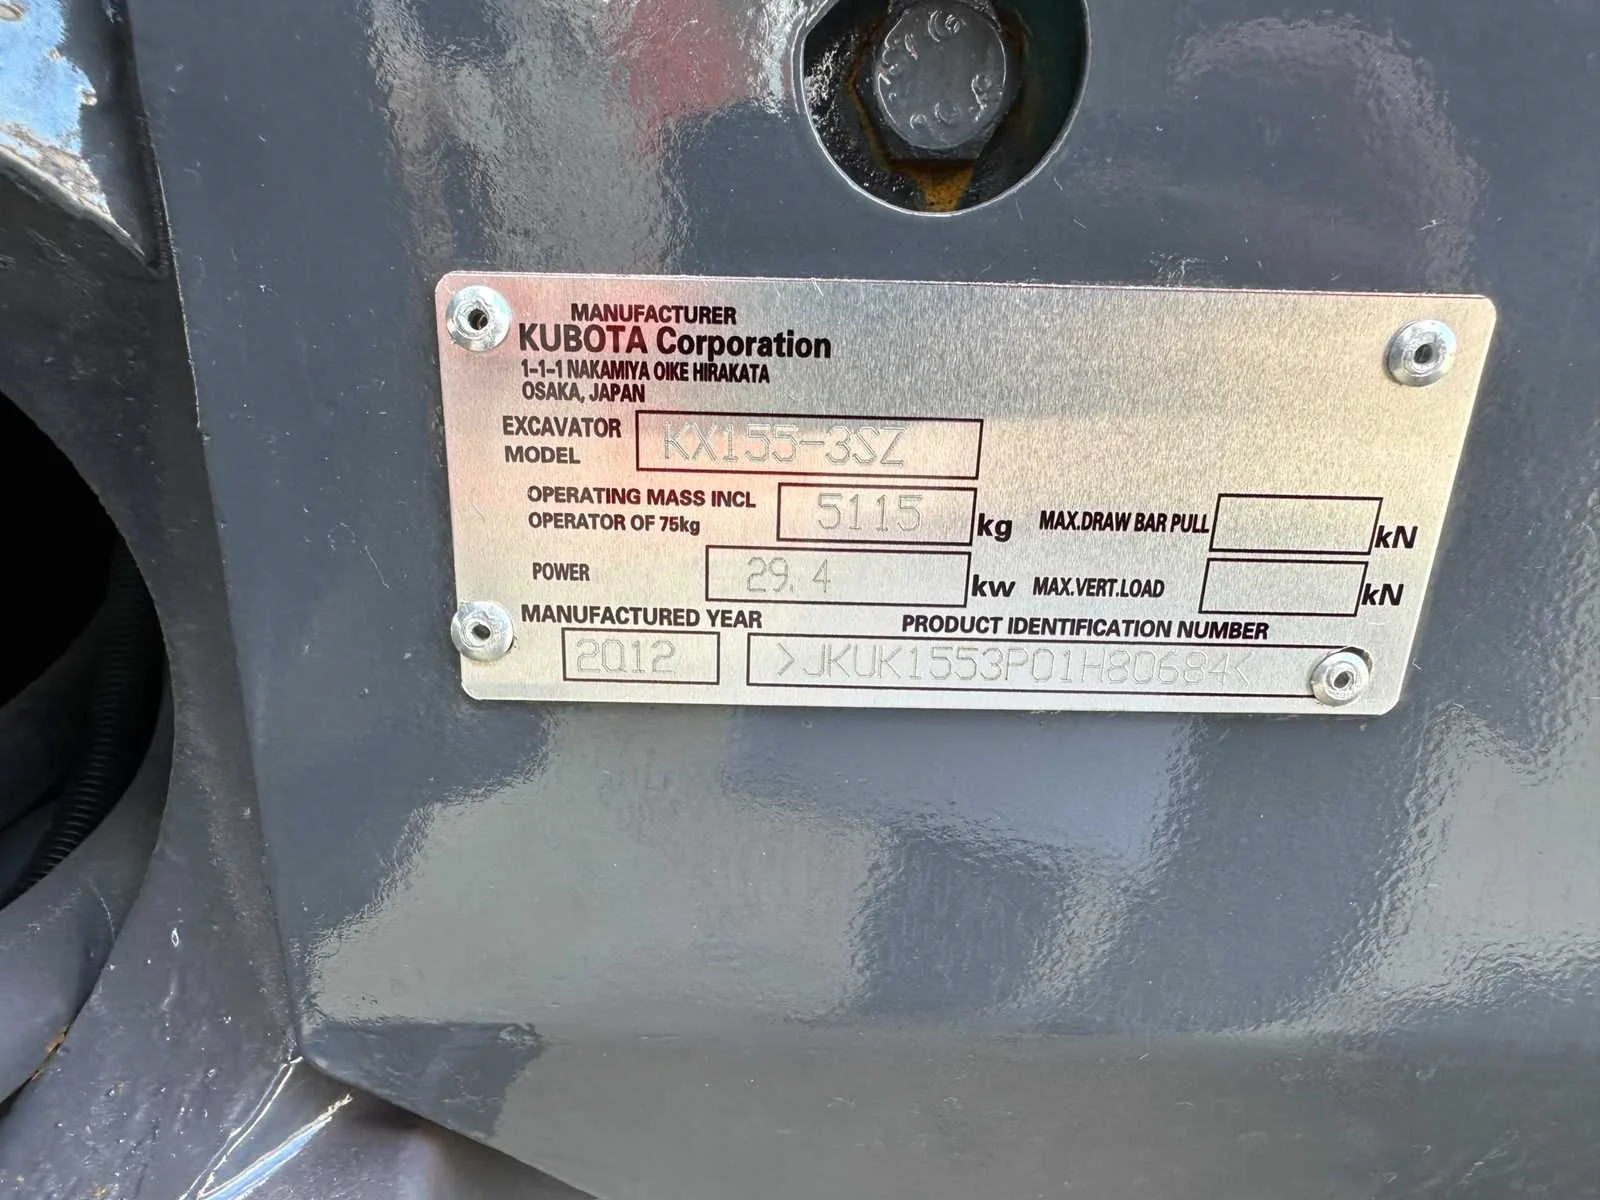 MANUFACTURER
KUBOTA Corporation
1-1-1 NAKAMIYA OIKE HIRAKATA
OSAKA, JAPAN
EXCAVATOR MODEL KX155-3SZ
OPERATING MASS INCL OPERATOR OF 75kg 5115 kg MAX.DRAW BAR PULL kN
POWER 29.4 kw MAX.VERT.LOAD kN
MANUFACTURED YEAR PRODUCT IDENTIFICATION NUMBER
2012 >JKUK1553P01H80684<